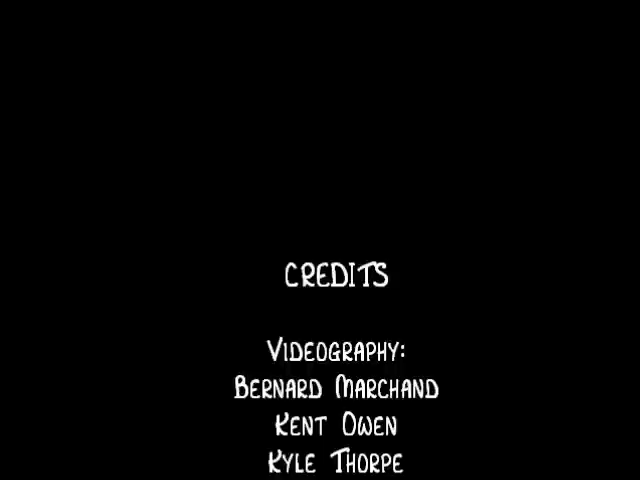 CREDITS
VIDEOGRAPHY:
BERNARD MARCHAND
KENT OWEN
KYLE THORPE